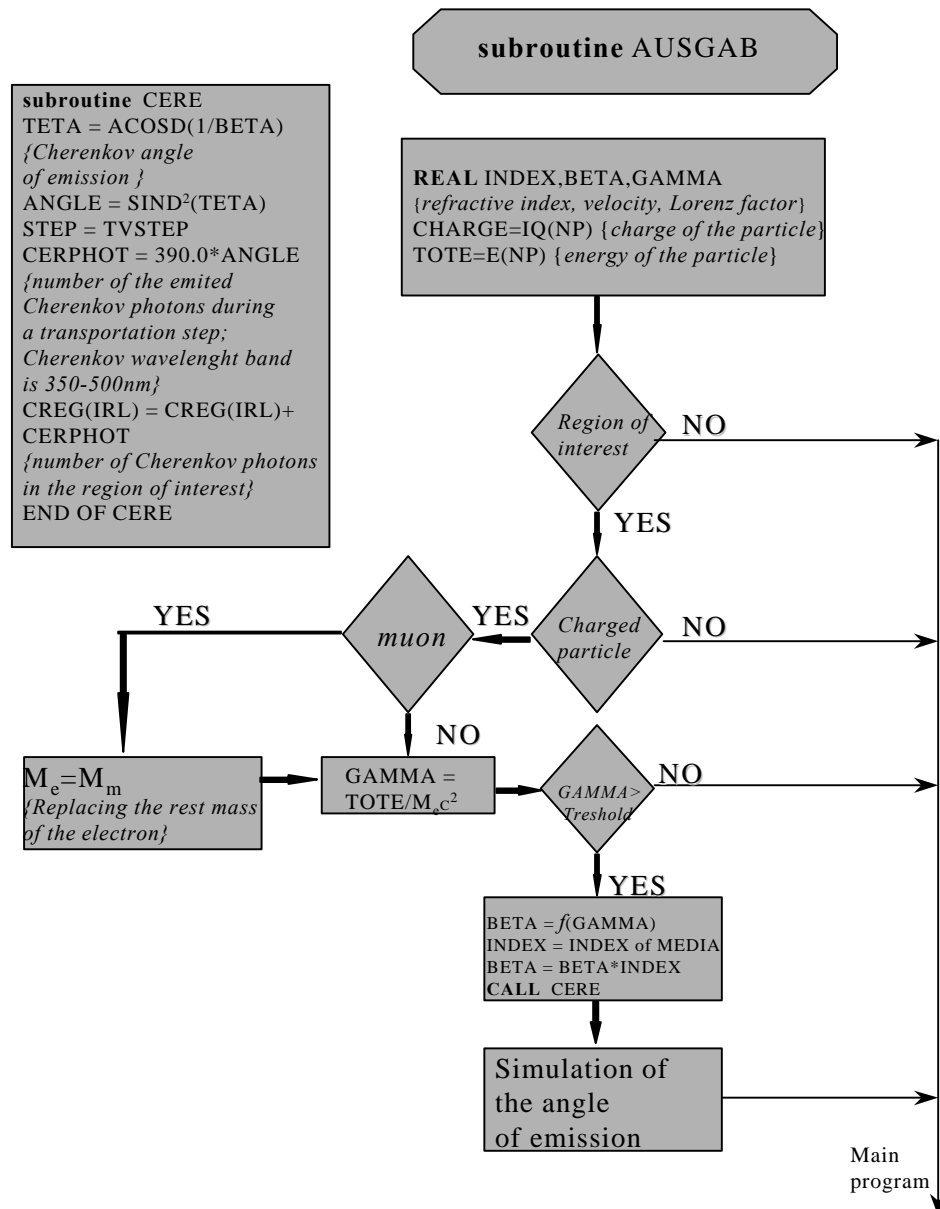 subroutine AUSGAB
subroutine CERE
TETA = ACOSD(1/BETA)
{Cherenkov angle
of emission }
ANGLE = SIND²(TETA)
STEP = TVSTEP
CERPHOT = 390.0*ANGLE
{number of the emited
Cherenkov photons during
a transportation step;
Cherenkov wavelenght band
is 350-500nm}
CREG(IRL) = CREG(IRL)+
CERPHOT
{number of Cherenkov photons
in the region of interest}
END OF CERE
REAL INDEX,BETA,GAMMA
{refractive index, velocity, Lorenz factor}
CHARGE=IQ(NP) {charge of the particle}
TOTE=E(NP) {energy of the particle}
Region of
interest
NO
YES
Charged
particle
NO
YES
muon
YES
NO
Mₑ=Mₘ
{Replacing the rest mass
of the electron}
GAMMA =
TOTE/Mₑc²
GAMMA>
Treshold
NO
YES
BETA = f(GAMMA)
INDEX = INDEX of MEDIA
BETA = BETA*INDEX
CALL CERE
Simulation of
the angle
of emission
Main
program